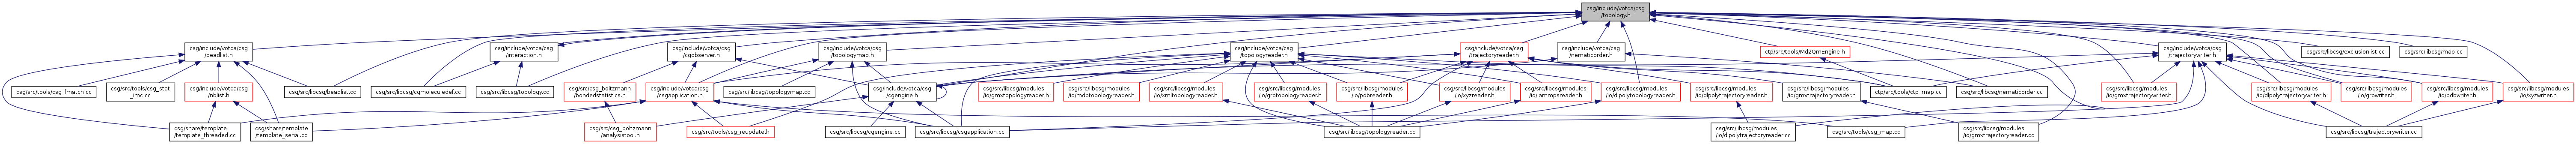 csg/include/votca/csg
/topology.h
csg/include/votca/csg
/beadlist.h
csg/include/votca/csg
/interaction.h
csg/include/votca/csg
/cgobserver.h
csg/include/votca/csg
/topologymap.h
csg/include/votca/csg
/topologyreader.h
csg/include/votca/csg
/trajectoryreader.h
csg/include/votca/csg
/nematicorder.h
ctp/src/tools/Md2QmEngine.h
csg/include/votca/csg
/trajectorywriter.h
csg/src/libcsg/exclusionlist.cc
csg/src/libcsg/map.cc
csg/src/tools/csg_fmatch.cc
csg/src/tools/csg_stat
_imc.cc
csg/include/votca/csg
/nblist.h
csg/src/libcsg/beadlist.cc
csg/src/libcsg/cgmoleculedef.cc
csg/src/libcsg/topology.cc
csg/src/csg_boltzmann
/bondedstatistics.h
csg/include/votca/csg
/csgapplication.h
csg/src/libcsg/topologymap.cc
csg/include/votca/csg
/cgengine.h
csg/src/libcsg/modules
/io/gmxtopologyreader.h
csg/src/libcsg/modules
/io/mdptopologyreader.h
csg/src/libcsg/modules
/io/xmltopologyreader.h
csg/src/libcsg/modules
/io/grotopologyreader.h
csg/src/libcsg/modules
/io/pdbreader.h
csg/src/libcsg/modules
/io/xyzreader.h
csg/src/libcsg/modules
/io/lammpsreader.h
csg/src/libcsg/modules
/io/dlpolytopologyreader.h
csg/src/libcsg/modules
/io/dlpolytrajectoryreader.h
csg/src/libcsg/modules
/io/gmxtrajectoryreader.h
ctp/src/tools/ctp_map.cc
csg/src/libcsg/nematicorder.cc
csg/src/libcsg/modules
/io/gmxtrajectorywriter.h
csg/src/libcsg/modules
/io/dlpolytrajectorywriter.h
csg/src/libcsg/modules
/io/growriter.h
csg/src/libcsg/modules
/io/pdbwriter.h
csg/src/libcsg/modules
/io/xyzwriter.h
csg/share/template
/template_threaded.cc
csg/share/template
/template_serial.cc
csg/src/csg_boltzmann
/analysistool.h
csg/src/tools/csg_reupdate.h
csg/src/libcsg/cgengine.cc
csg/src/libcsg/csgapplication.cc
csg/src/libcsg/topologyreader.cc
csg/src/libcsg/modules
/io/dlpolytrajectoryreader.cc
csg/src/tools/csg_map.cc
csg/src/libcsg/modules
/io/gmxtrajectoryreader.cc
csg/src/libcsg/trajectorywriter.cc